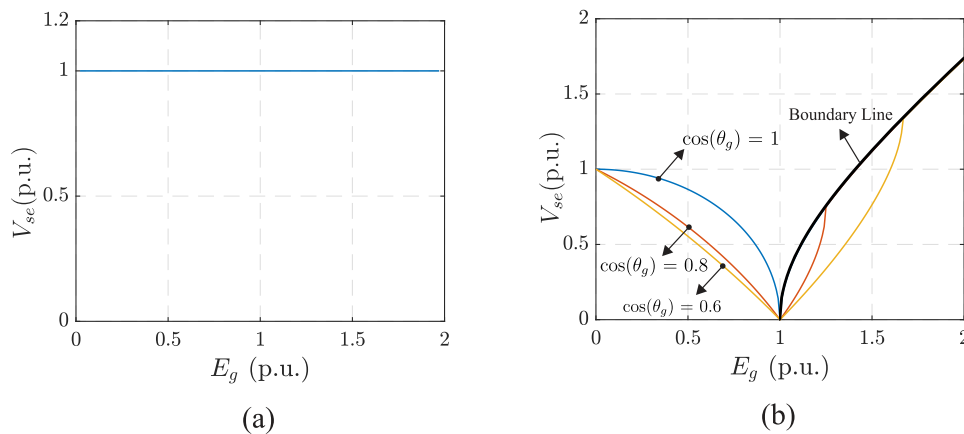 1.2
1
0.5
0
0
0.5
1
1.5
2
V_se(p.u.)
E_g (p.u.)
(a)
2
1.5
1
0.5
0
0
0.5
1
1.5
2
V_se(p.u.)
E_g (p.u.)
Boundary Line
cos(θ_g) = 1
cos(θ_g) = 0.8
cos(θ_g) = 0.6
(b)